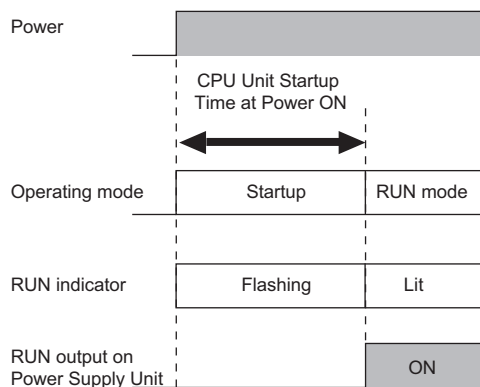 Power
CPU Unit Startup
Time at Power ON
Operating mode
Startup
RUN mode
RUN indicator
Flashing
Lit
RUN output on
Power Supply Unit
ON